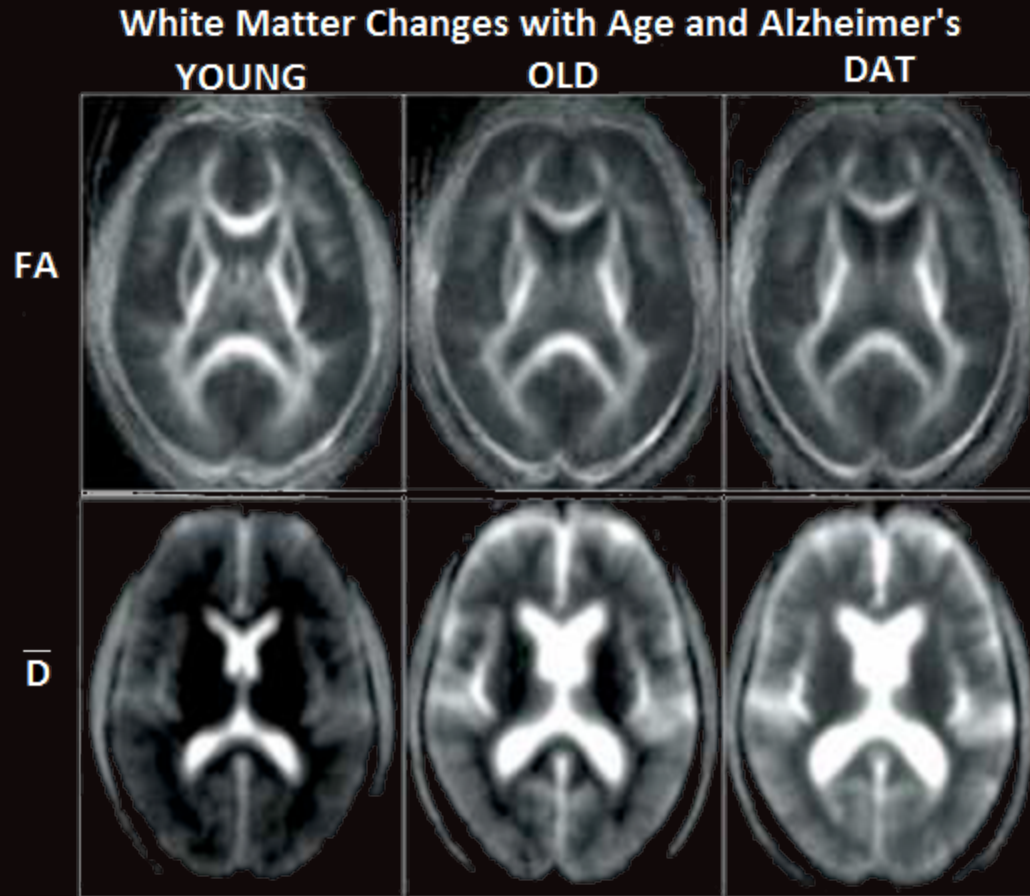 White Matter Changes with Age and Alzheimer's
YOUNG OLD DAT
FA
D̅